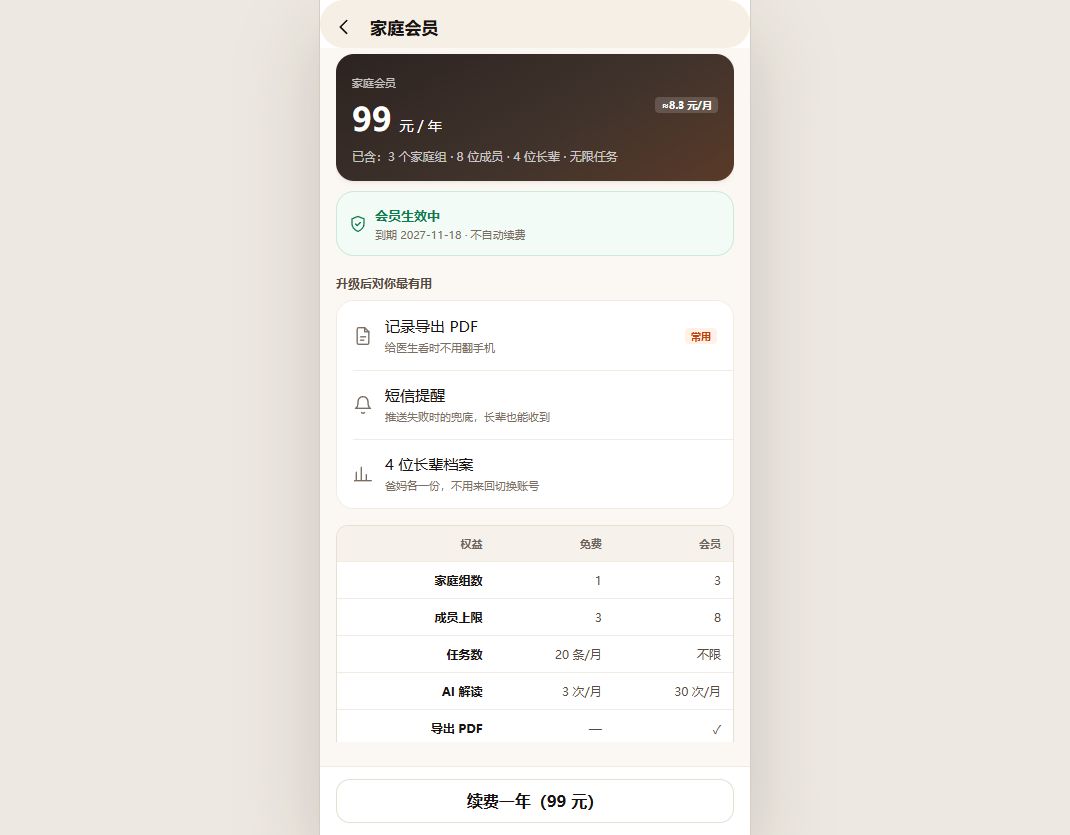 家庭会员
家庭会员
99 元 / 年
≈8.3 元/月
已含：3 个家庭组 · 8 位成员 · 4 位长辈 · 无限任务
会员生效中
到期 2027-11-18 · 不自动续费
升级后对你最有用
记录导出 PDF
给医生看时不用翻手机
常用
短信提醒
推送失败时的兜底，长辈也能收到
4 位长辈档案
爸妈各一份，不用来回切换账号
权益 免费 会员
家庭组数 1 3
成员上限 3 8
任务数 20 条/月 不限
AI 解读 3 次/月 30 次/月
导出 PDF — ✓
续费一年（99 元）